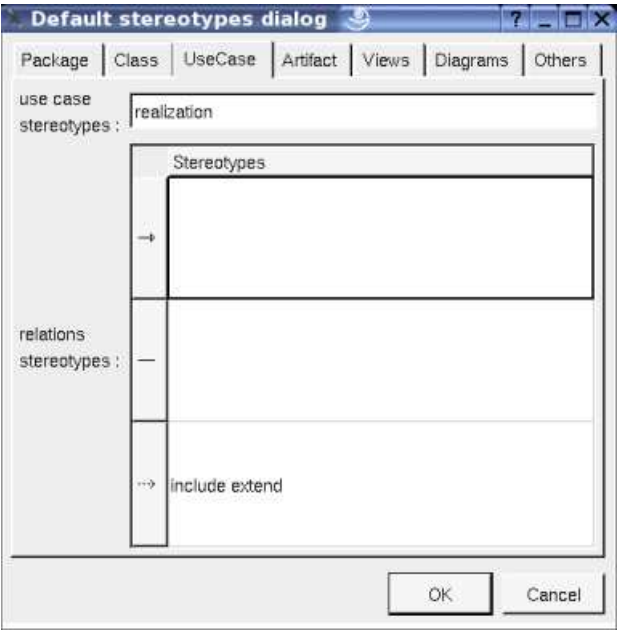 Default stereotypes dialog
Package Class UseCase Artifact Views Diagrams Others
use case
stereotypes :
realization
Stereotypes
relations
stereotypes :
include extend
OK Cancel